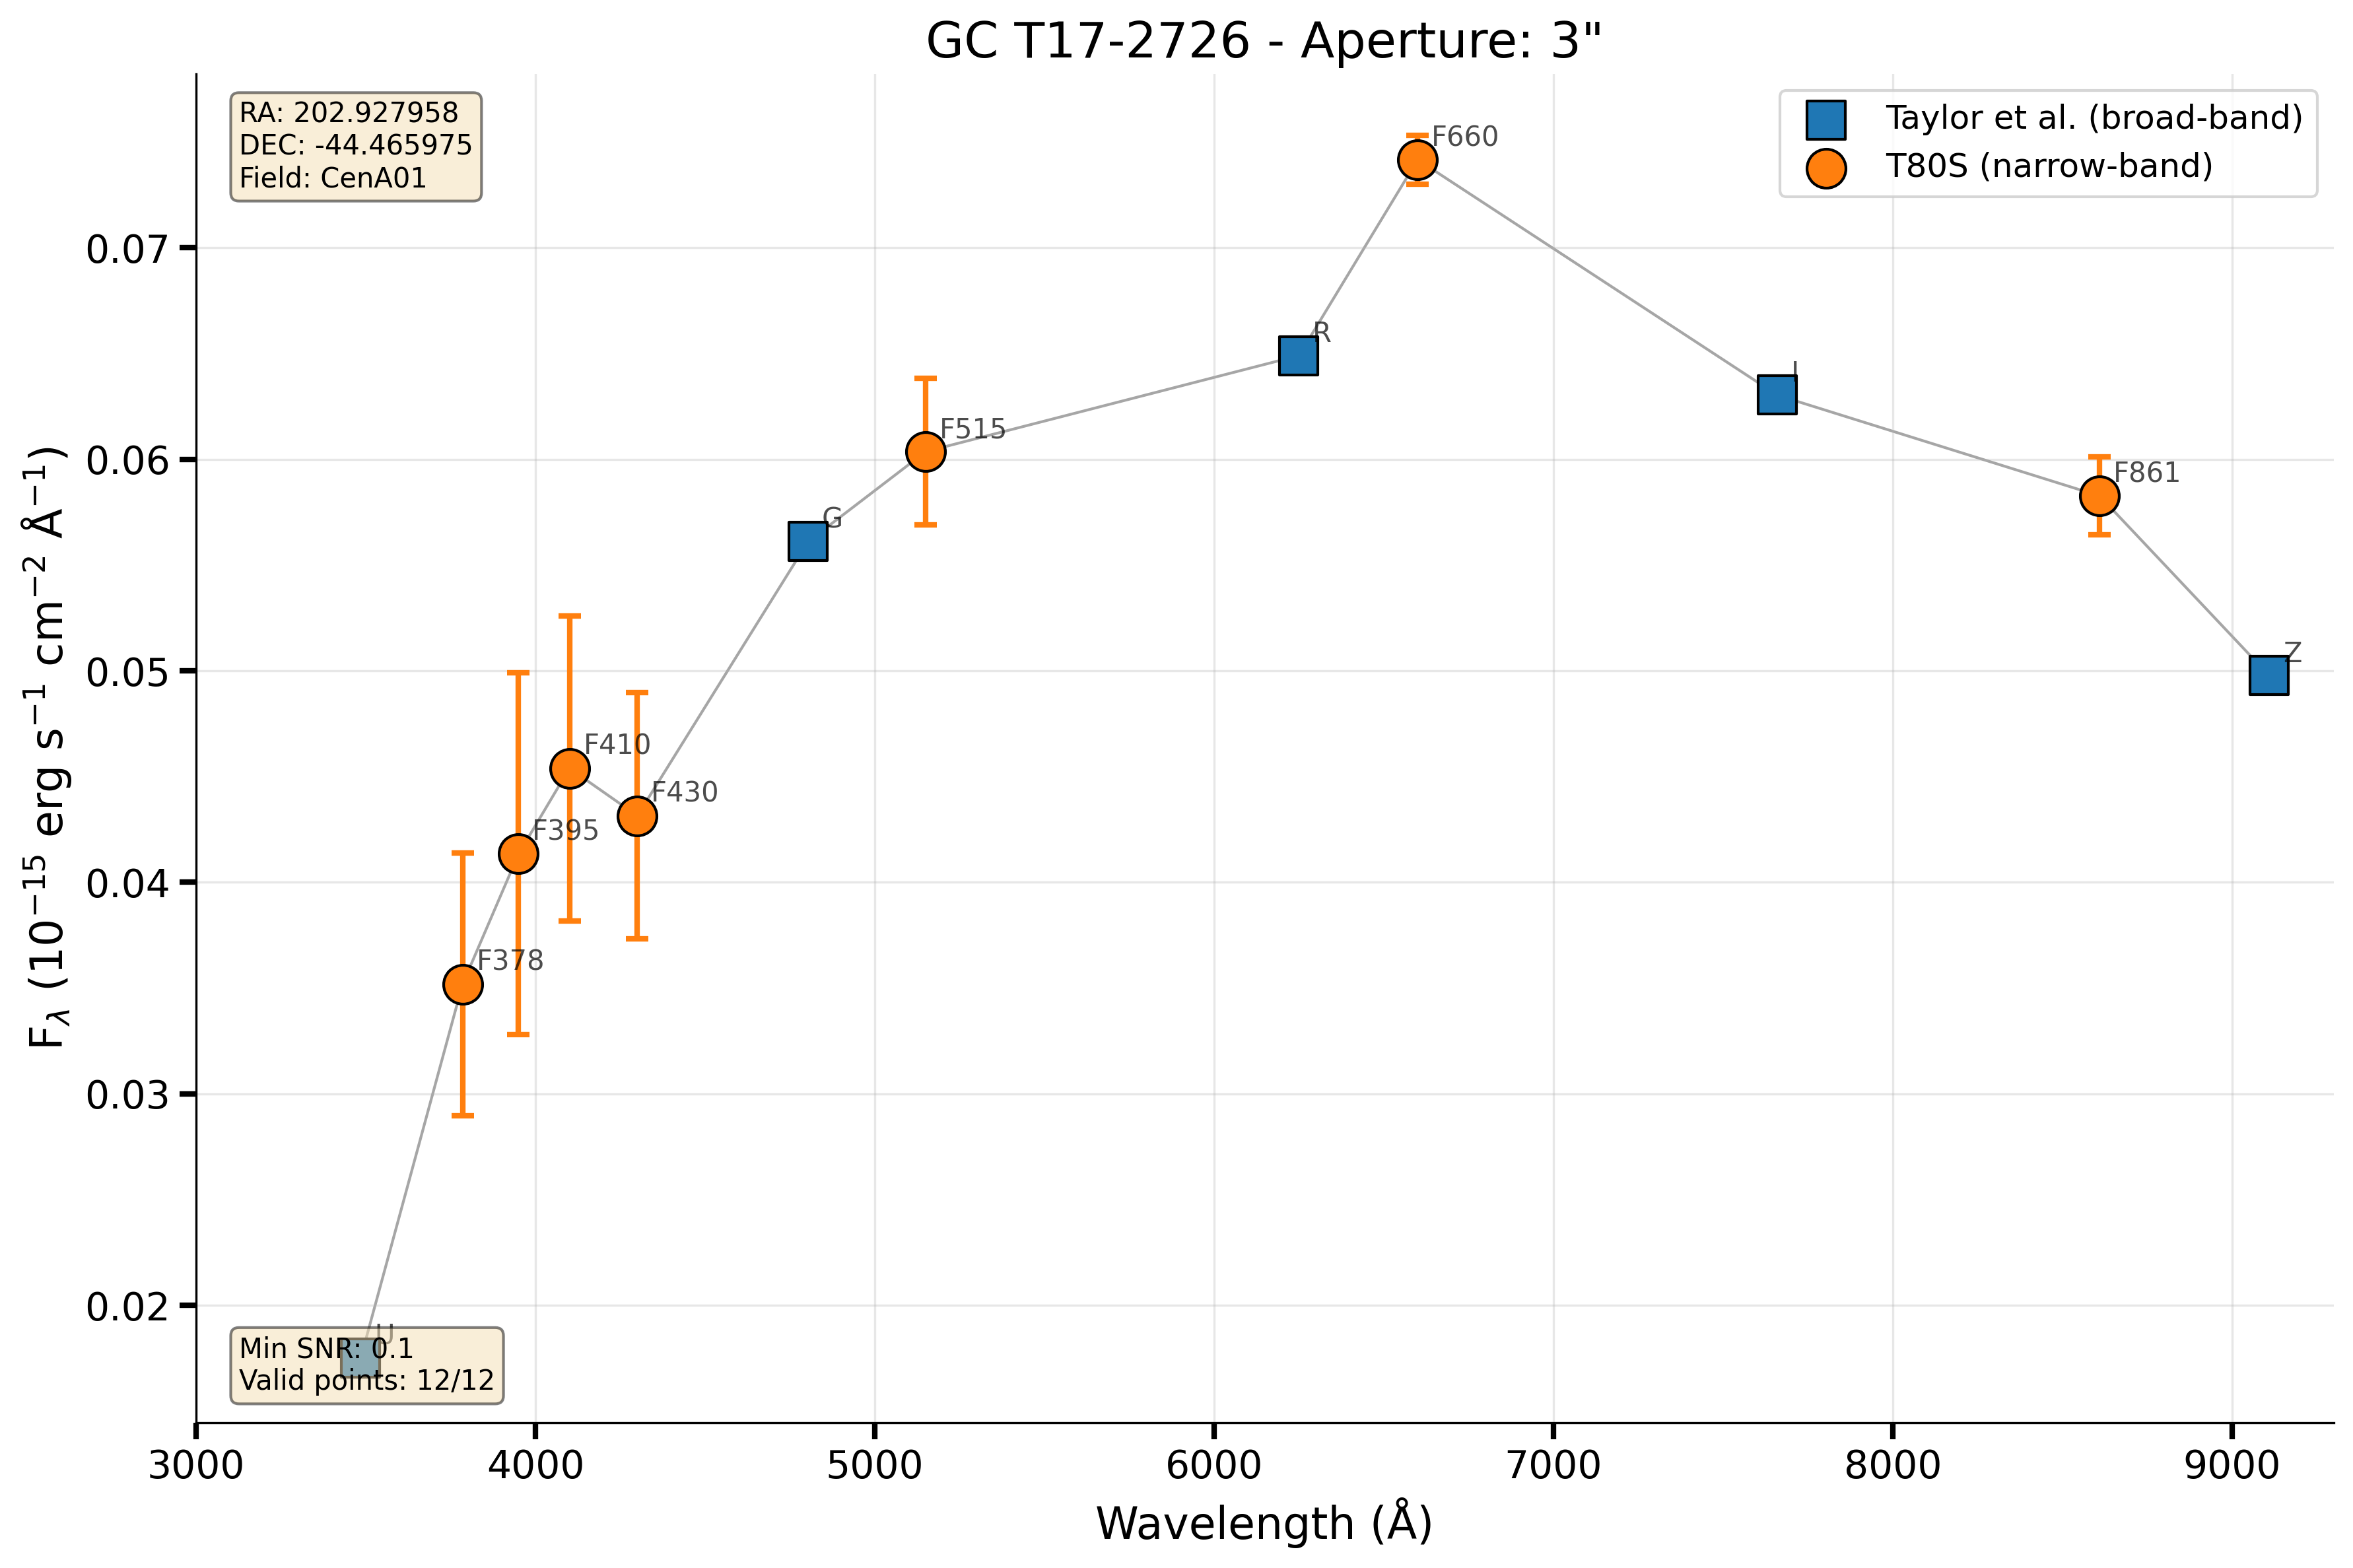 GC T17-2726 - Aperture: 3"
RA: 202.927958
DEC: -44.465975
Field: CenA01
Taylor et al. (broad-band)
T80S (narrow-band)
F660
R
I
F515
G
F861
Z
F410
F430
F395
F378
U
Min SNR: 0.1
Valid points: 12/12
0.07
0.06
0.05
0.04
0.03
0.02
F_λ (10⁻¹⁵ erg s⁻¹ cm⁻² Å⁻¹)
3000 4000 5000 6000 7000 8000 9000
Wavelength (Å)